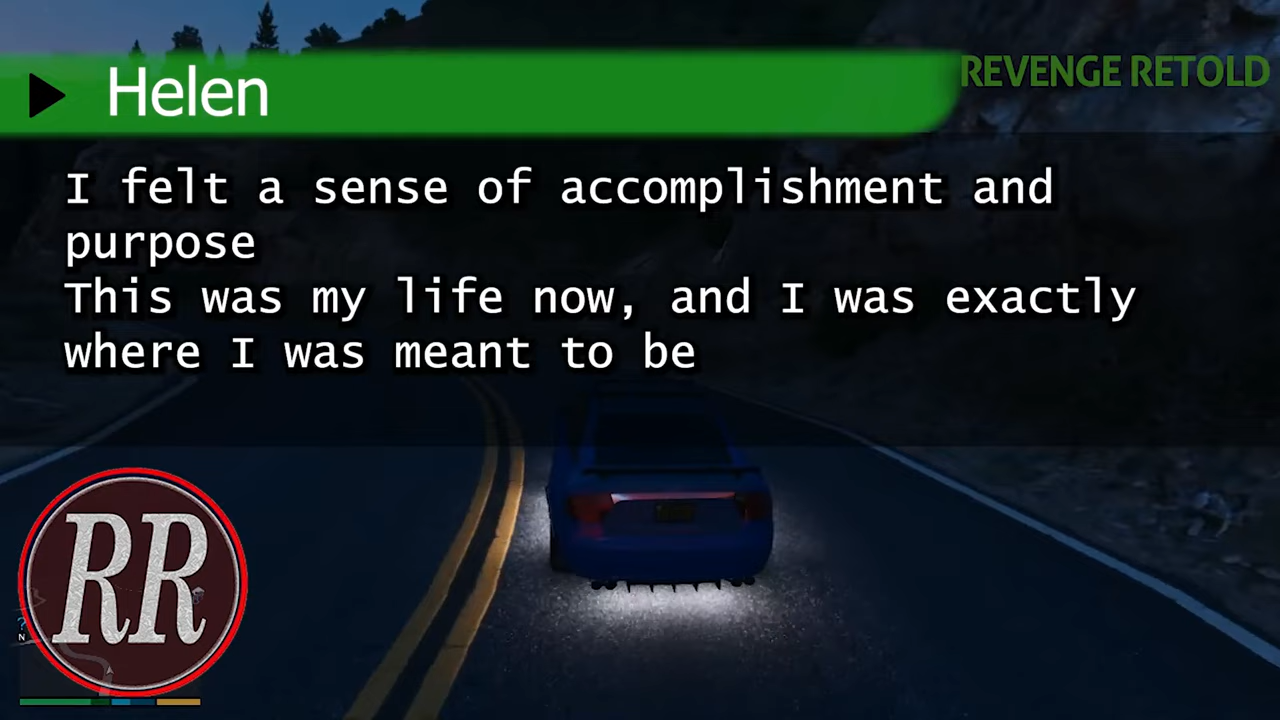 Helen
REVENGE RETOLD
I felt a sense of accomplishment and
purpose
This was my life now, and I was exactly
where I was meant to be
RR
N